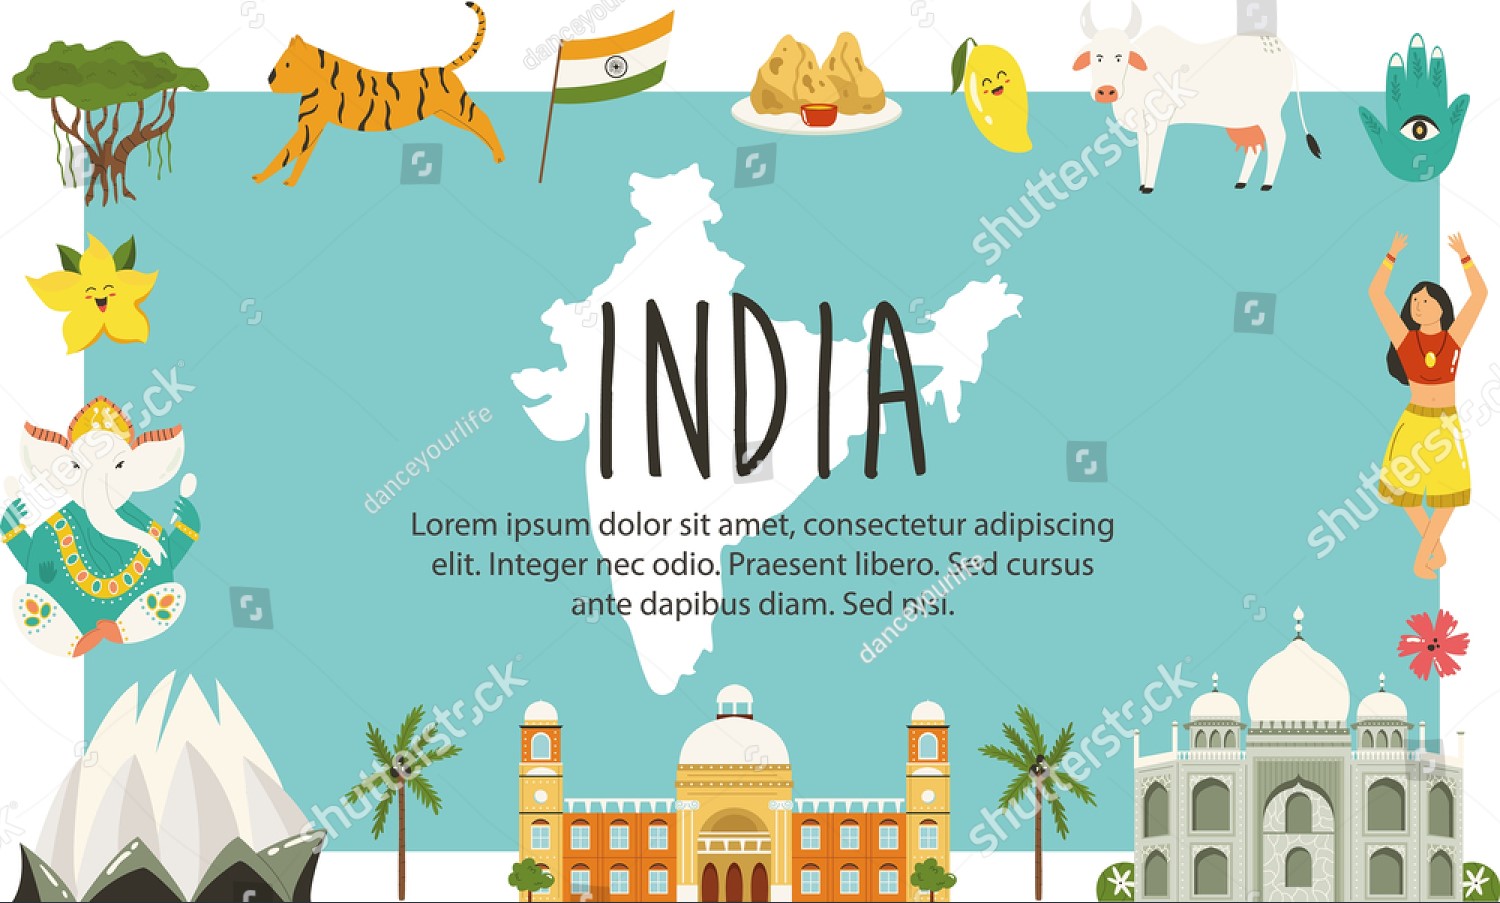 INDIA
Lorem ipsum dolor sit amet, consectetur adipiscing
elit. Integer nec odio. Praesent libero. Sed cursus
ante dapibus diam. Sed nisi.
shutterstock
shutterstock
shutterstock
shutterstock
shutterstock
danceyourlife
danceyourlife
danceyourlife